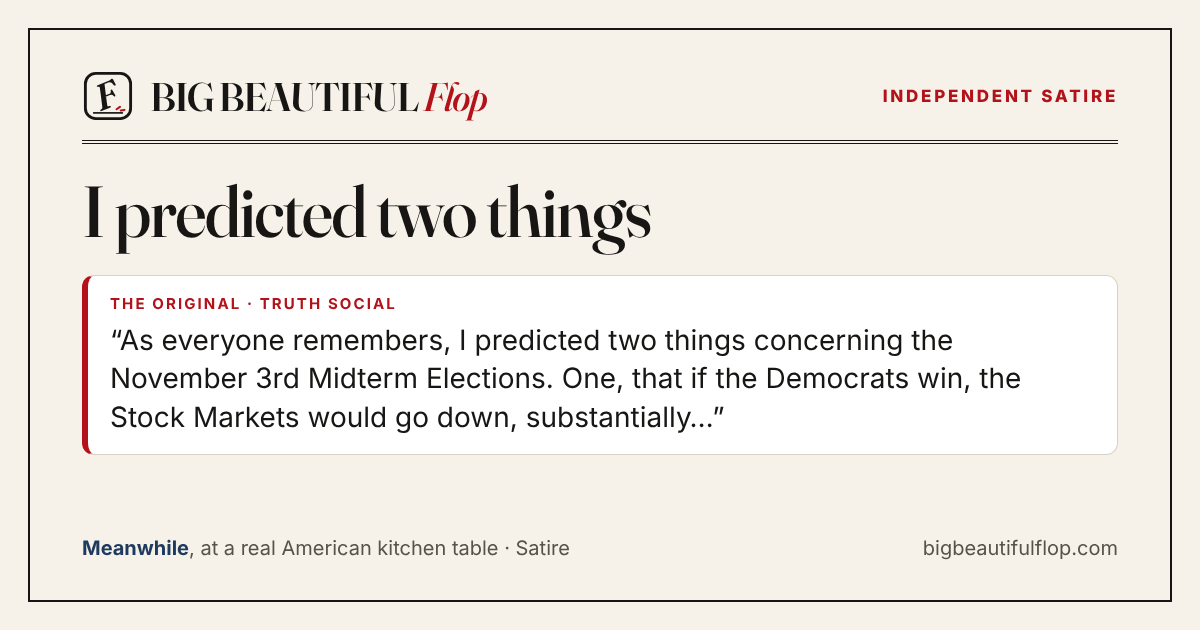 F
BIG BEAUTIFUL Flop
INDEPENDENT SATIRE
I predicted two things
THE ORIGINAL · TRUTH SOCIAL
“As everyone remembers, I predicted two things concerning the
November 3rd Midterm Elections. One, that if the Democrats win, the
Stock Markets would go down, substantially…”
Meanwhile, at a real American kitchen table · Satire
bigbeautifulflop.com